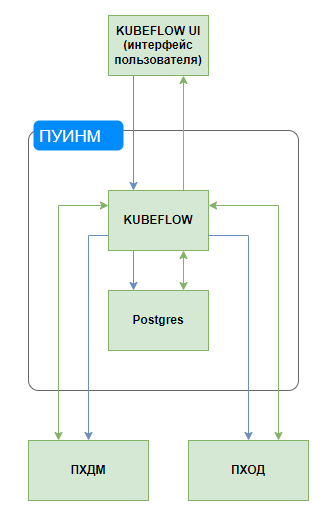 KUBEFLOW UI
(интерфейс
пользователя)
ПУИНМ
KUBEFLOW
Postgres
ПХДМ
ПХОД